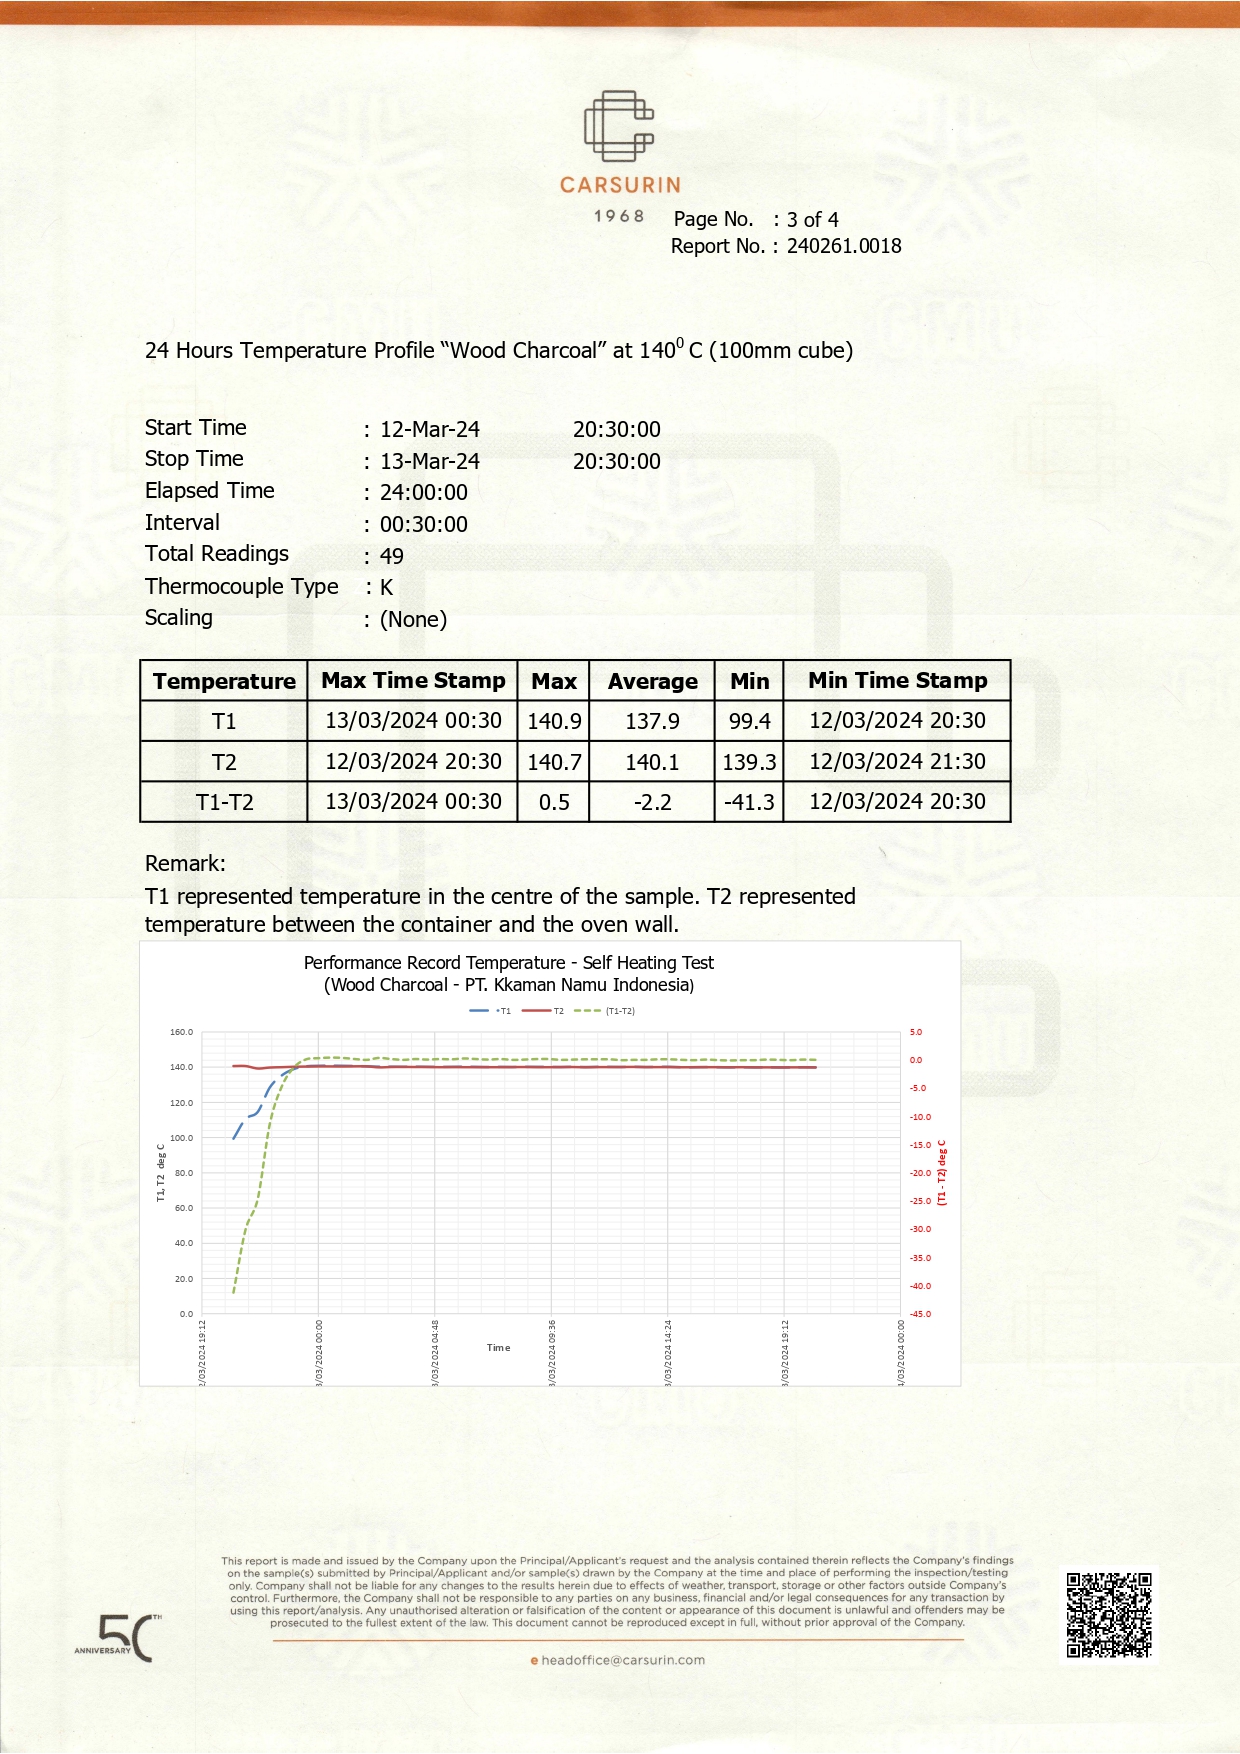 CARSURIN
1968
Page No. : 3 of 4
Report No. : 240261.0018
24 Hours Temperature Profile “Wood Charcoal” at 140⁰ C (100mm cube)
Start Time : 12-Mar-24 20:30:00
Stop Time : 13-Mar-24 20:30:00
Elapsed Time : 24:00:00
Interval : 00:30:00
Total Readings : 49
Thermocouple Type : K
Scaling : (None)
Temperature Max Time Stamp Max Average Min Min Time Stamp
T1 13/03/2024 00:30 140.9 137.9 99.4 12/03/2024 20:30
T2 12/03/2024 20:30 140.7 140.1 139.3 12/03/2024 21:30
T1-T2 13/03/2024 00:30 0.5 -2.2 -41.3 12/03/2024 20:30
Remark:
T1 represented temperature in the centre of the sample. T2 represented
temperature between the container and the oven wall.
Performance Record Temperature - Self Heating Test
(Wood Charcoal - PT. Kkaman Namu Indonesia)
T1 T2 (T1-T2)
160.0 5.0
140.0 0.0
120.0 -5.0
100.0 -10.0
80.0 -15.0
60.0 -20.0
40.0 -25.0
20.0 -30.0
0.0 -35.0
-40.0
-45.0
T1, T2 deg C
(T1 - T2) deg C
2/03/2024 19:12
3/03/2024 00:00
3/03/2024 04:48
3/03/2024 09:36
3/03/2024 14:24
3/03/2024 19:12
4/03/2024 00:00
Time
This report is made and issued by the Company upon the Principal/Applicant's request and the analysis contained therein reflects the Company's findings
on the sample(s) submitted by Principal/Applicant and/or sample(s) drawn by the Company at the time and place of performing the inspection/testing
only. Company shall not be liable for any changes to the results herein due to effects of weather, transport, storage or other factors outside Company's
control. Furthermore, the Company shall not be responsible to any parties on any business, financial and/or legal consequences for any transaction by
using this report/analysis. Any unauthorised alteration or falsification of the content or appearance of this document is unlawful and offenders may be
prosecuted to the fullest extent of the law. This document cannot be reproduced except in full, without prior approval of the Company.
50TH
ANNIVERSARY
e headoffice@carsurin.com